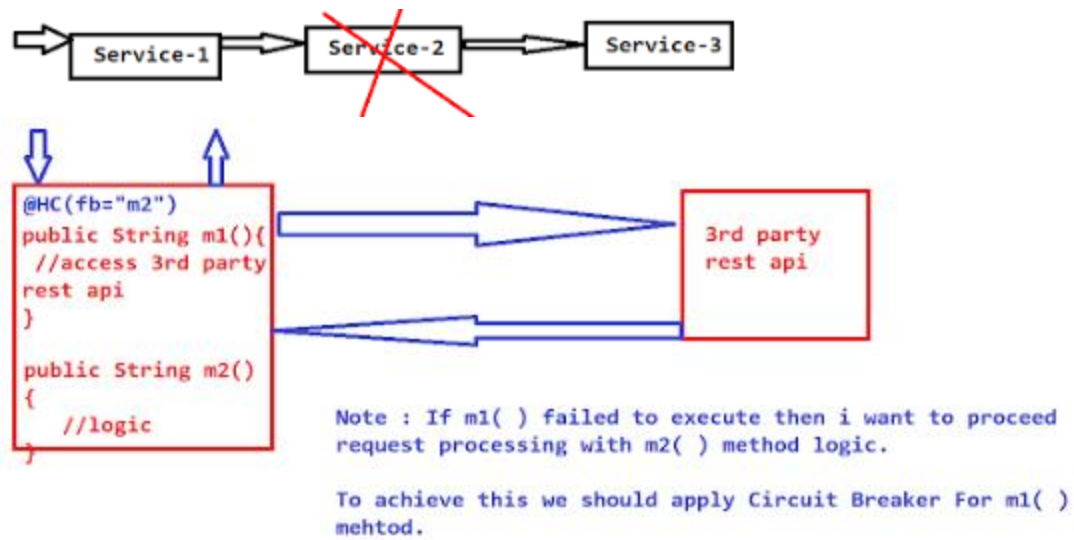 Service-1
Service-2
Service-3
@HC(fb="m2")
public String m1(){
//access 3rd party
rest api
}
public String m2()
{
//logic
}
3rd party
rest api
Note : If m1( ) failed to execute then i want to proceed
request processing with m2( ) method logic.
To achieve this we should apply Circuit Breaker For m1( )
mehtod.